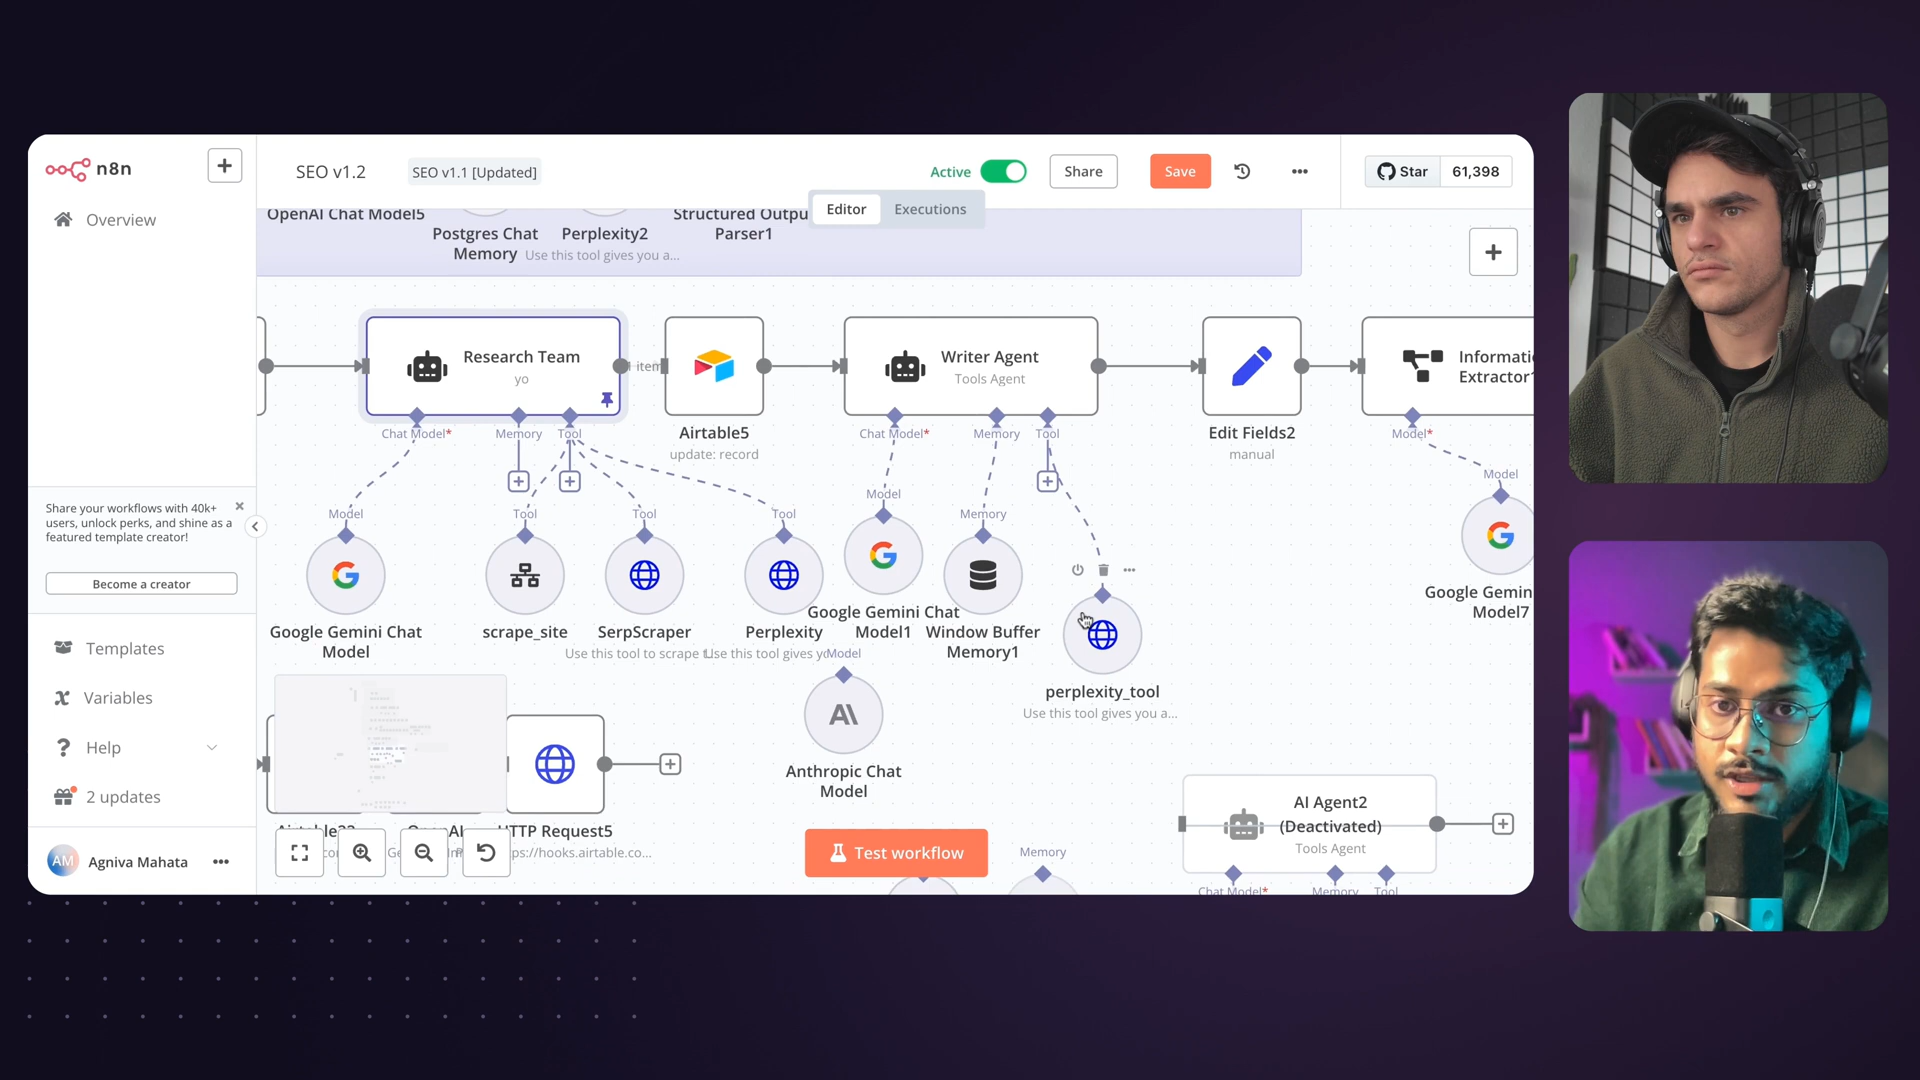 n8n
Overview
Share your workflows with 40k+
users, unlock perks, and shine as a
featured template creator!
Become a creator
Templates
Variables
Help
2 updates
AM
Agniva Mahata
SEO v1.2
SEO v1.1 [Updated]
Active
Share
Save
Star
61,398
Editor
Executions
OpenAI Chat Model5
Postgres Chat
Memory
Perplexity2
Use this tool gives you a...
Structured Outpu
Parser1
Research Team
yo
1 item
Writer Agent
Tools Agent
Informati
Extractor
Chat Model*
Memory
Tool
Airtable5
update: record
Chat Model*
Memory
Tool
Edit Fields2
manual
Model*
Model
Model
Tool
Tool
Tool
Model
Memory
Google Gemini Chat
Model
scrape_site
SerpScraper
Use this tool to scrape t
Perplexity
Use this tool gives yo
Google Gemini Chat
Model1
Window Buffer
Memory1
Google Gemin
Model7
Model
perplexity_tool
Use this tool gives you a...
Anthropic Chat
Model
HTTP Request5
ps://hooks.airtable.co...
Test workflow
Memory
AI Agent2
(Deactivated)
Tools Agent
Chat Model*
Memory
Tool